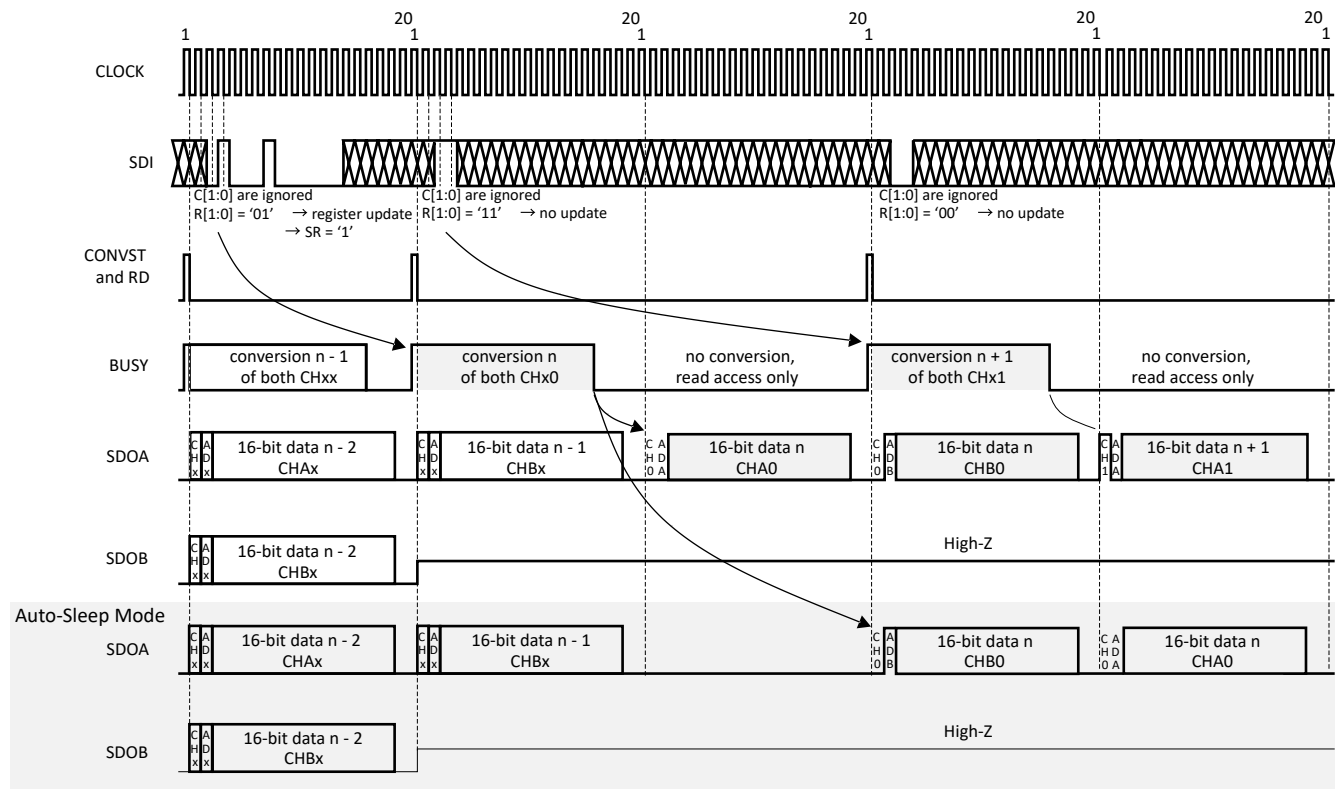 20 20 20 20 20
1 1 1 1 1 1
CLOCK
SDI
C[1:0] are ignored
R[1:0] = ‘01’ → register update
→ SR = ‘1’
C[1:0] are ignored
R[1:0] = ‘11’ → no update
C[1:0] are ignored
R[1:0] = ‘00’ → no update
CONVST
and RD
BUSY
conversion n - 1
of both CHxx
conversion n
of both CHx0
no conversion,
read access only
conversion n + 1
of both CHx1
no conversion,
read access only
SDOA
CHx
ADx
16-bit data n - 2
CHAx
CHx
ADx
16-bit data n - 1
CHBx
CH0
ADA
16-bit data n
CHA0
CH0
ADB
16-bit data n
CHB0
CH1
ADA
16-bit data n + 1
CHA1
SDOB
CHx
ADx
16-bit data n - 2
CHBx
High-Z
Auto-Sleep Mode
SDOA
CHx
ADx
16-bit data n - 2
CHAx
CHx
ADx
16-bit data n - 1
CHBx
CH0
ADB
16-bit data n
CHB0
CH0
ADA
16-bit data n
CHA0
SDOB
CHx
ADx
16-bit data n - 2
CHBx
High-Z